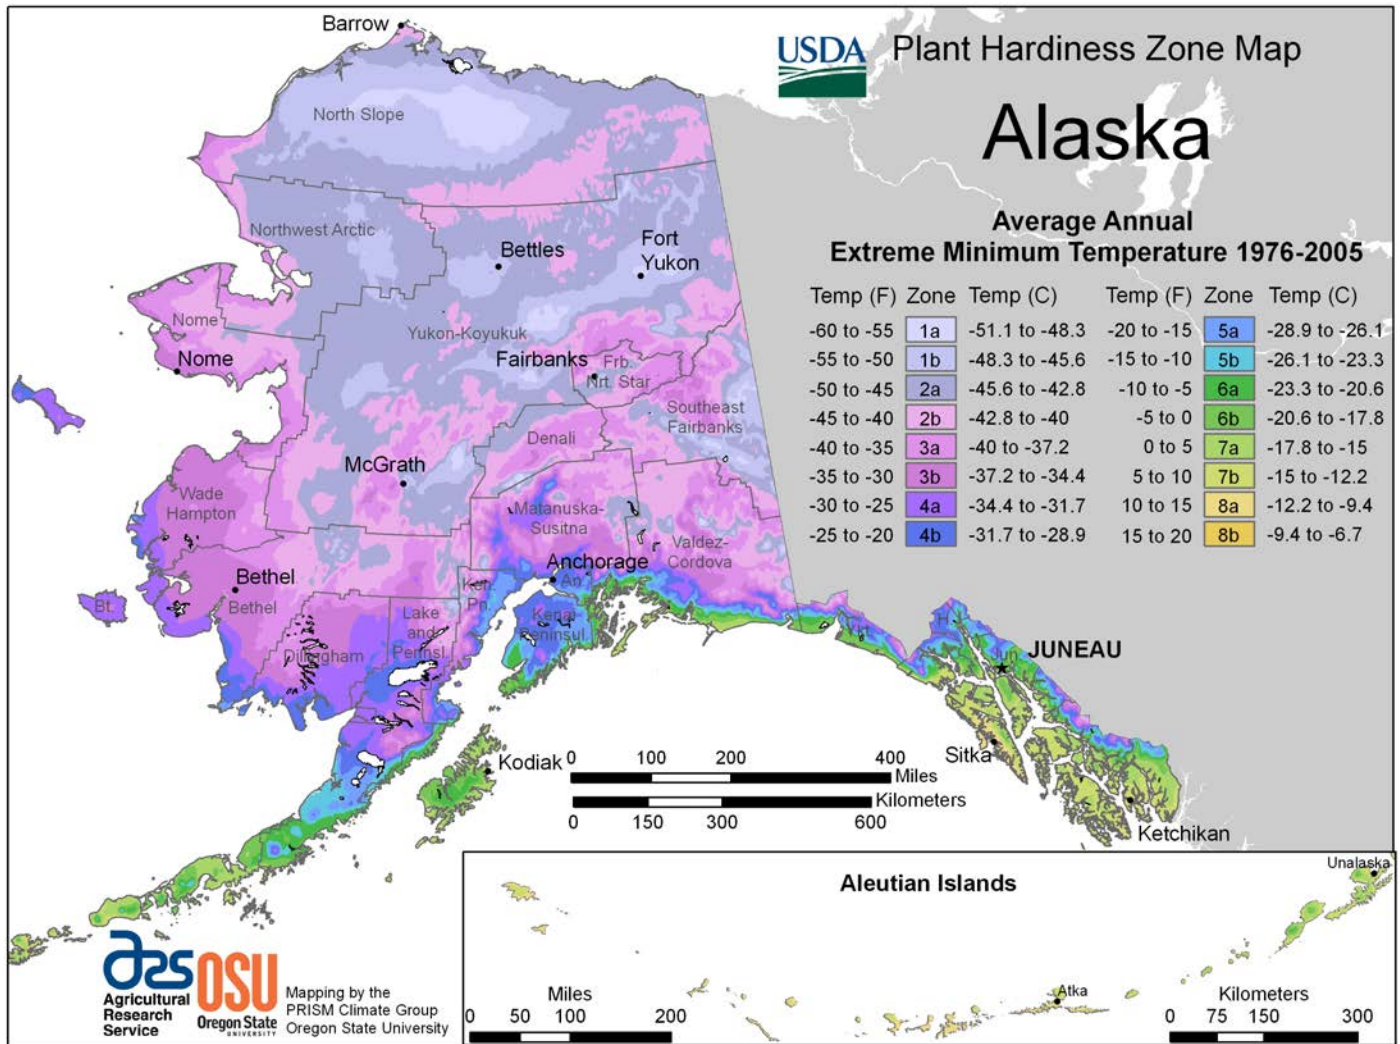 USDA
Plant Hardiness Zone Map
Alaska
Average Annual
Extreme Minimum Temperature 1976-2005
Temp (F) Zone Temp (C)
-60 to -55 1a -51.1 to -48.3
-55 to -50 1b -48.3 to -45.6
-50 to -45 2a -45.6 to -42.8
-45 to -40 2b -42.8 to -40
-40 to -35 3a -40 to -37.2
-35 to -30 3b -37.2 to -34.4
-30 to -25 4a -34.4 to -31.7
-25 to -20 4b -31.7 to -28.9
Temp (F) Zone Temp (C)
-20 to -15 5a -28.9 to -26.1
-15 to -10 5b -26.1 to -23.3
-10 to -5 6a -23.3 to -20.6
-5 to 0 6b -20.6 to -17.8
0 to 5 7a -17.8 to -15
5 to 10 7b -15 to -12.2
10 to 15 8a -12.2 to -9.4
15 to 20 8b -9.4 to -6.7
Barrow
North Slope
Northwest Arctic
Bettles
Fort
Yukon
Nome
Yukon-Koyukuk
Fairbanks
Frb.
Nrt. Star
Nome
Southeast
Fairbanks
Denali
McGrath
Wade
Hampton
Matanuska-
Susitna
Valdez-
Cordova
Anchorage
An.
Bethel
Bethel
Bt.
Ken.
Pn.
Kenai
Peninsul.
Lake
and
Pennsl.
Dillingham
H.
Jun.
JUNEAU
Sitka
Kodiak
Ketchikan
0 100 200 400
Miles
Kilometers
0 150 300 600
Aleutian Islands
Unalaska
Atka
Miles
0 50 100 200
Kilometers
0 75 150 300
ars
Agricultural
Research
Service
OSU
Oregon State
UNIVERSITY
Mapping by the
PRISM Climate Group
Oregon State University